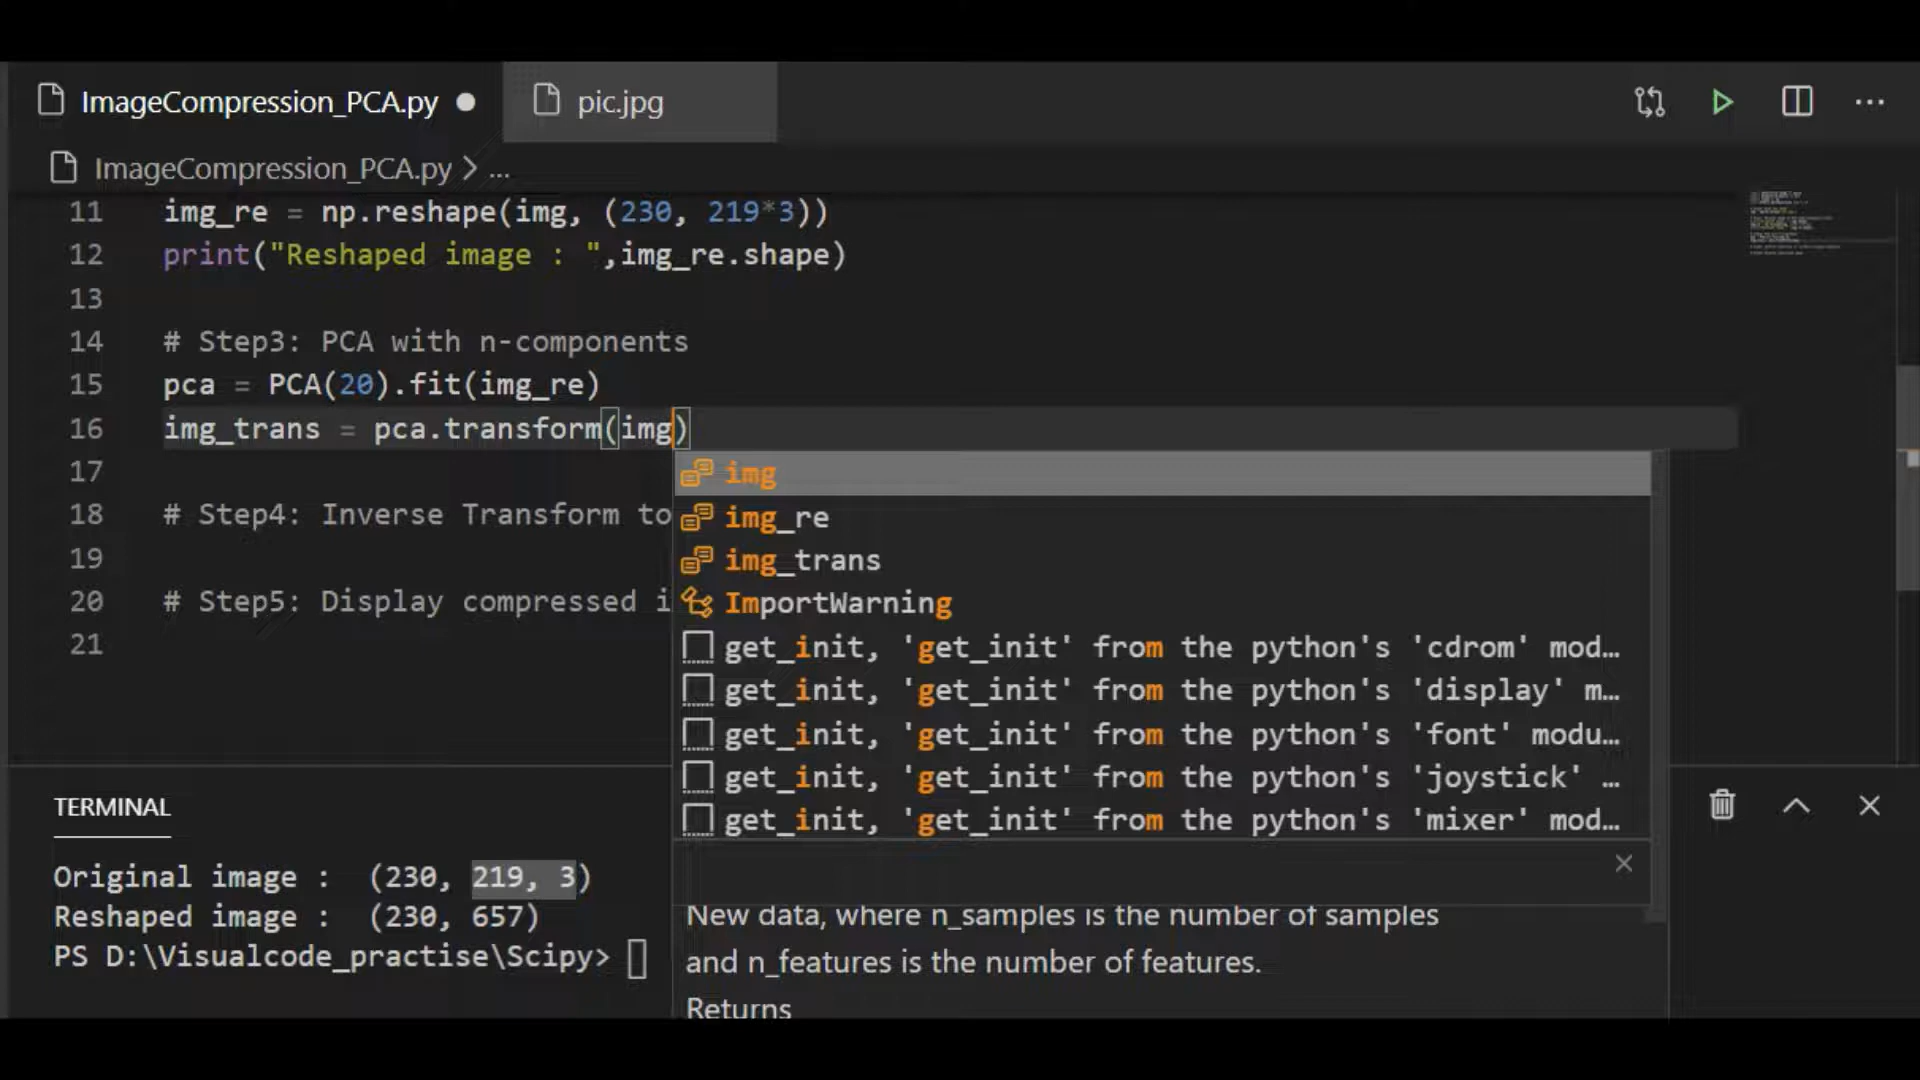 ImageCompression_PCA.py
pic.jpg
ImageCompression_PCA.py > ...
11 img_re = np.reshape(img, (230, 219*3))
12 print("Reshaped image : ",img_re.shape)
13
14 # Step3: PCA with n-components
15 pca = PCA(20).fit(img_re)
16 img_trans = pca.transform(img)
17
18 # Step4: Inverse Transform to
19
20 # Step5: Display compressed i
21
img
img_re
img_trans
ImportWarning
get_init, 'get_init' from the python's 'cdrom' mod…
get_init, 'get_init' from the python's 'display' m…
get_init, 'get_init' from the python's 'font' modu…
get_init, 'get_init' from the python's 'joystick' …
get_init, 'get_init' from the python's 'mixer' mod…
New data, where n_samples is the number of samples
and n_features is the number of features.
Returns
TERMINAL
Original image :  (230, 219, 3)
Reshaped image :  (230, 657)
PS D:\Visualcode_practise\Scipy>